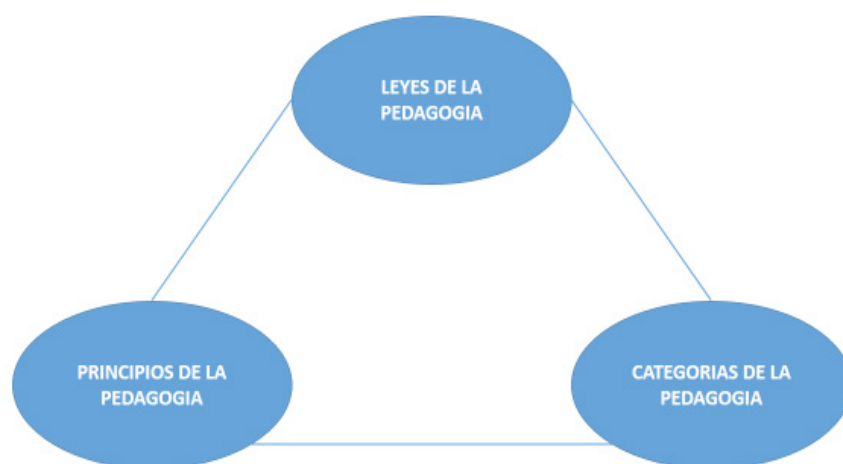 LEYES DE LA
PEDAGOGIA
PRINCIPIOS DE LA
PEDAGOGIA
CATEGORIAS DE LA
PEDAGOGIA